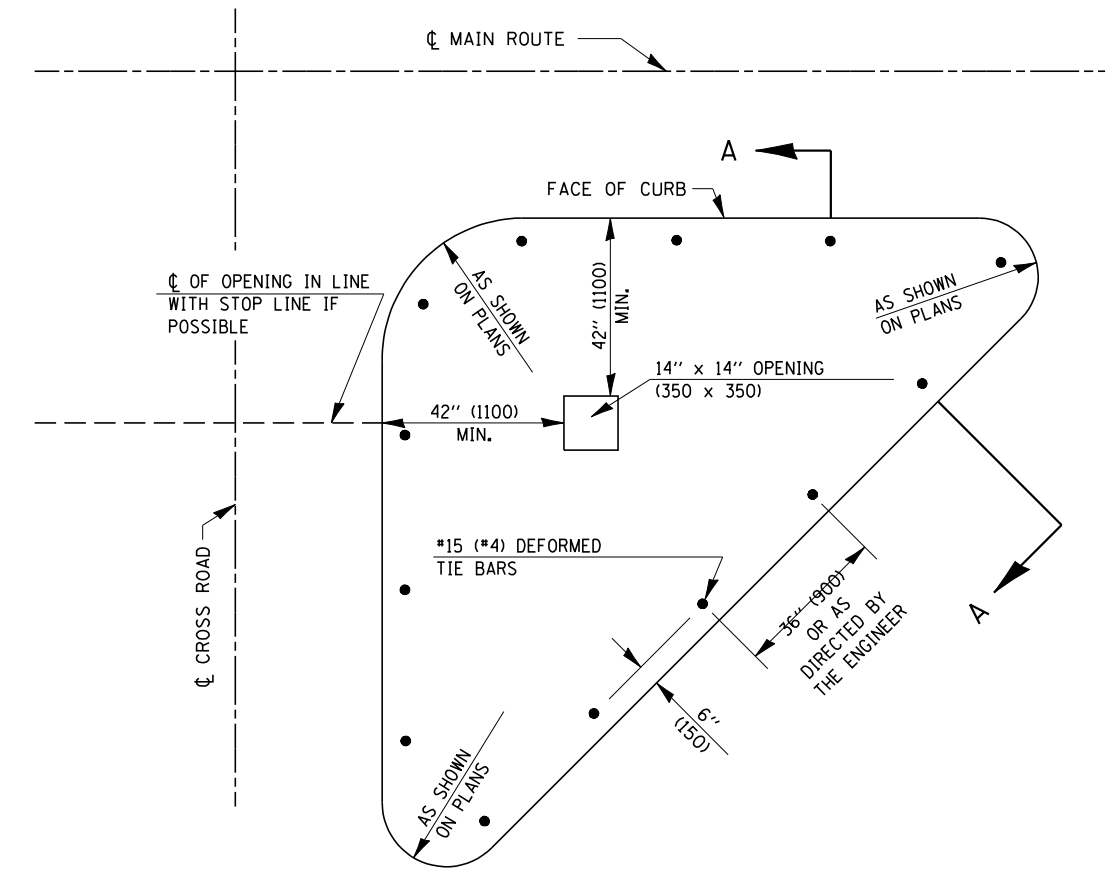 ℄ MAIN ROUTE
A
FACE OF CURB
℄ OF OPENING IN LINE
WITH STOP LINE IF
POSSIBLE
AS SHOWN
ON PLANS
42" (1100)
MIN.
AS SHOWN
ON PLANS
14" x 14" OPENING
(350 x 350)
42" (1100)
MIN.
#15 (#4) DEFORMED
TIE BARS
36" (900)
OR AS
DIRECTED BY
THE ENGINEER
A
℄ CROSS ROAD
6"
(150)
AS SHOWN
ON PLANS